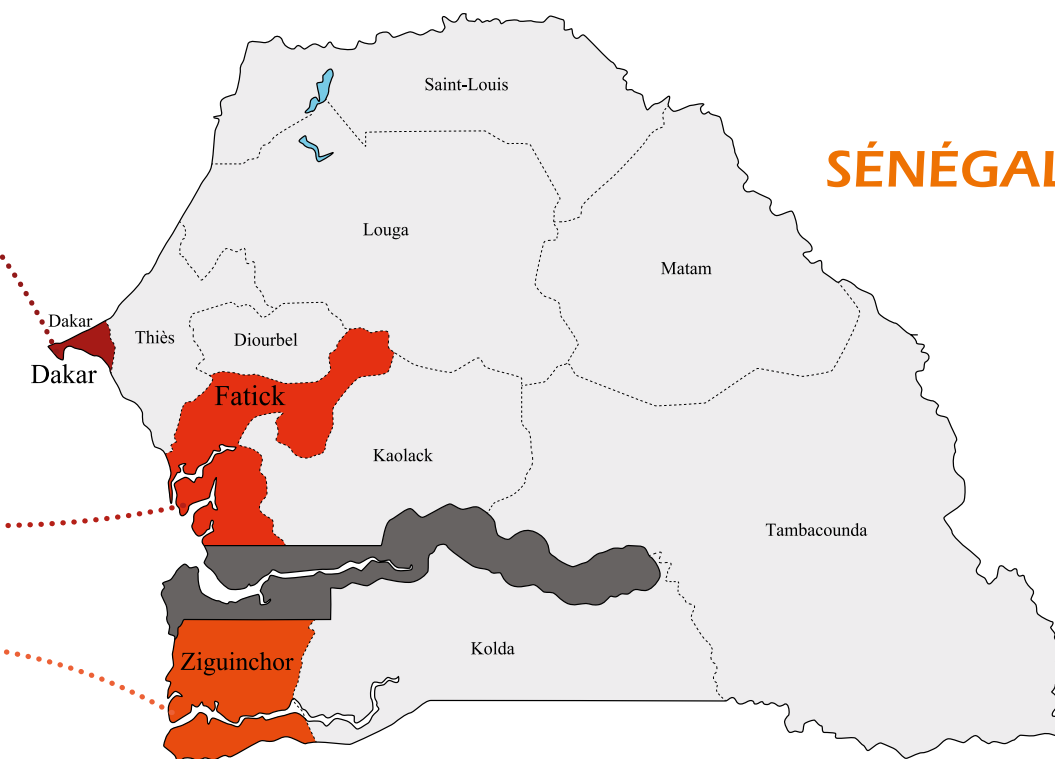 Saint-Louis
SÉNÉGAL
Louga
Matam
Dakar
Thiès
Diourbel
Dakar
Fatick
Kaolack
Tambacounda
Kolda
Ziguinchor